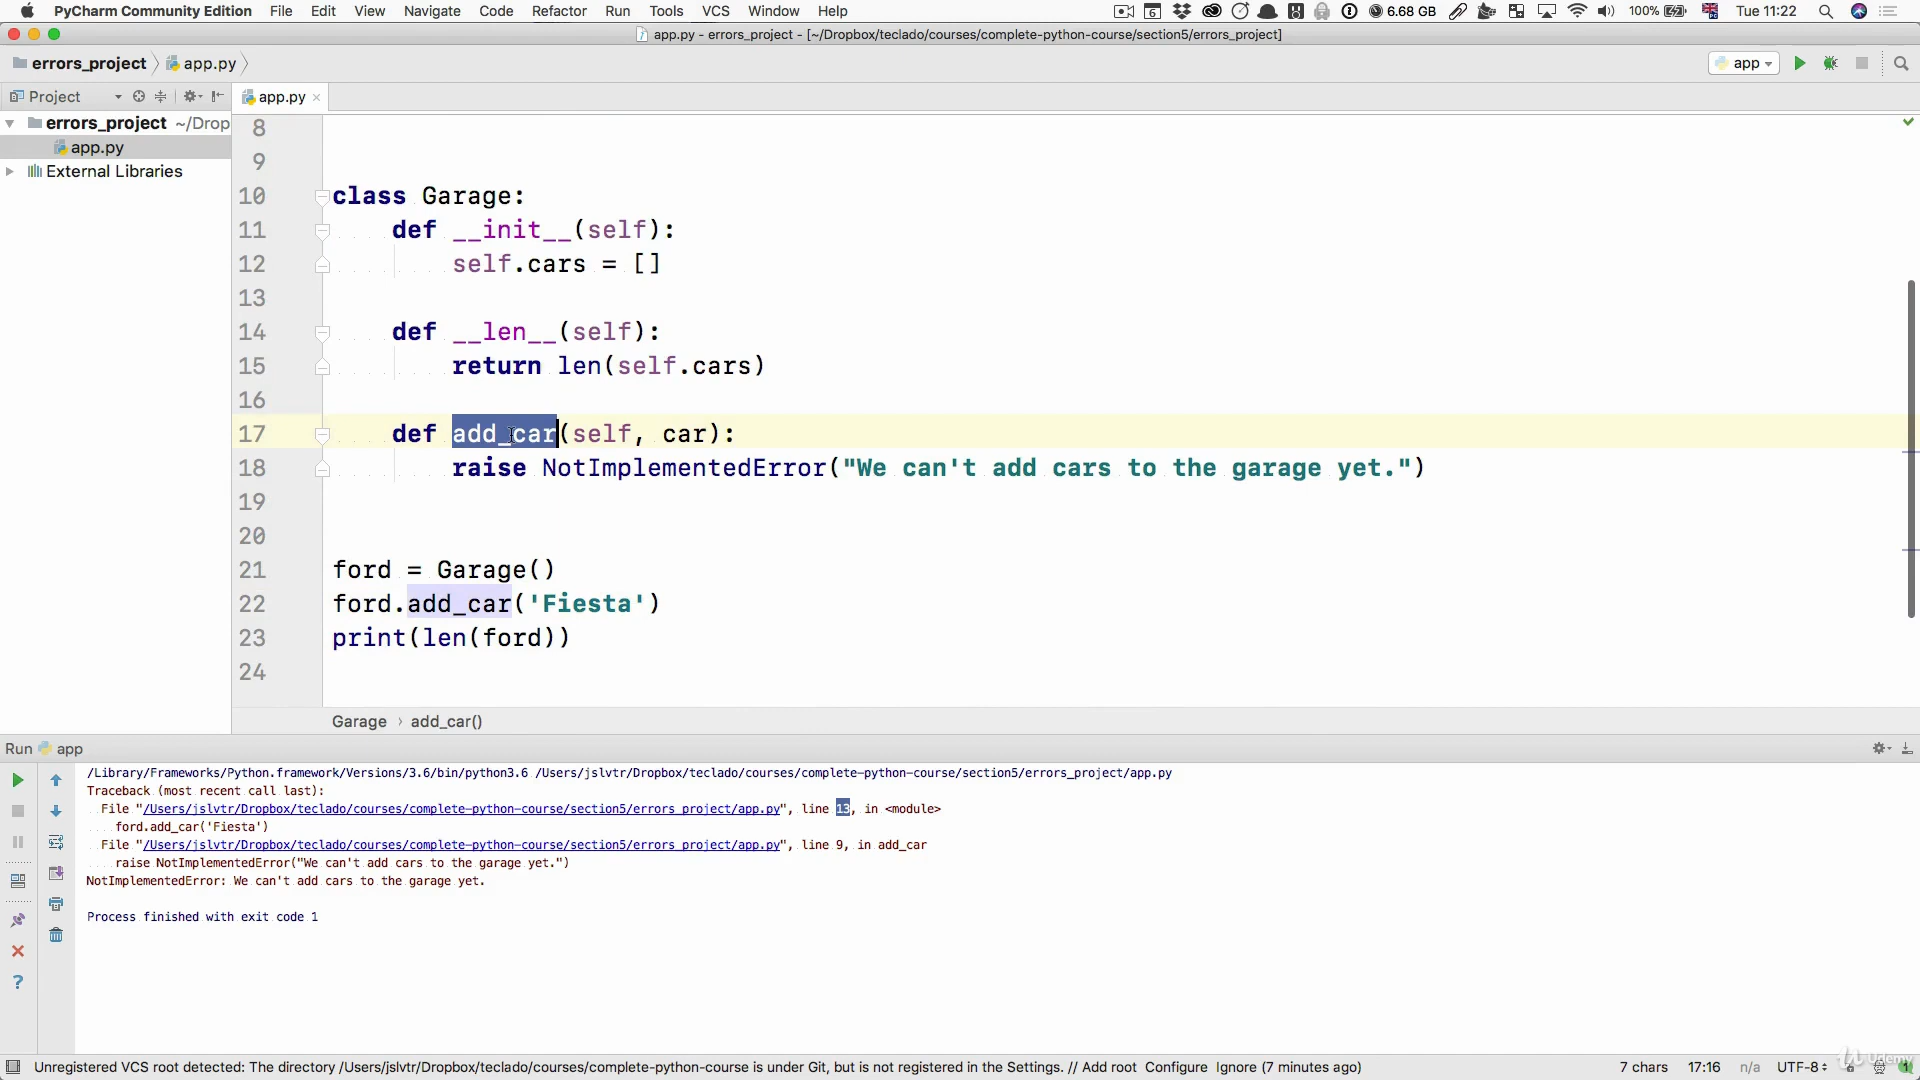 PyCharm Community Edition File Edit View Navigate Code Refactor Run Tools VCS Window Help 6 6.68 GB 100% Tue 11:22
app.py - errors_project - [~/Dropbox/teclado/courses/complete-python-course/section5/errors_project]
errors_project app.py app
Project app.py
errors_project ~/Drop
app.py
External Libraries
8
9
10 class Garage:
11 def __init__(self):
12 self.cars = []
13
14 def __len__(self):
15 return len(self.cars)
16
17 def add_car(self, car):
18 raise NotImplementedError("We can't add cars to the garage yet.")
19
20
21 ford = Garage()
22 ford.add_car('Fiesta')
23 print(len(ford))
24
Garage › add_car()
Run app
/Library/Frameworks/Python.framework/Versions/3.6/bin/python3.6 /Users/jslvtr/Dropbox/teclado/courses/complete-python-course/section5/errors_project/app.py
Traceback (most recent call last):
File "/Users/jslvtr/Dropbox/teclado/courses/complete-python-course/section5/errors_project/app.py", line 13, in <module>
ford.add_car('Fiesta')
File "/Users/jslvtr/Dropbox/teclado/courses/complete-python-course/section5/errors_project/app.py", line 9, in add_car
raise NotImplementedError("We can't add cars to the garage yet.")
NotImplementedError: We can't add cars to the garage yet.
Process finished with exit code 1
Unregistered VCS root detected: The directory /Users/jslvtr/Dropbox/teclado/courses/complete-python-course is under Git, but is not registered in the Settings. // Add root Configure Ignore (7 minutes ago) 7 chars 17:16 n/a UTF-8 1
Udemy